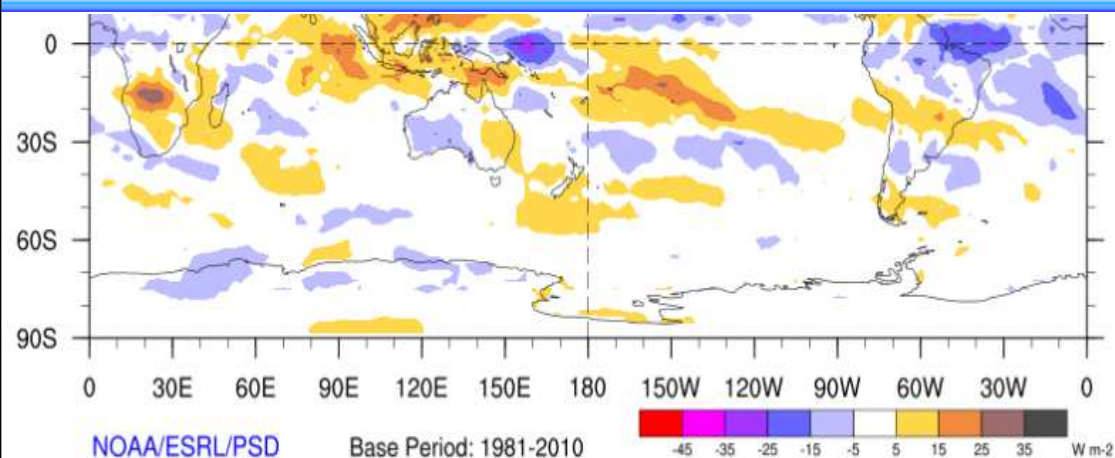 0
30S
60S
90S
0 30E 60E 90E 120E 150E 180 150W 120W 90W 60W 30W 0
-45 -35 -25 -15 -5 5 15 25 35 W m-2
NOAA/ESRL/PSD Base Period: 1981-2010